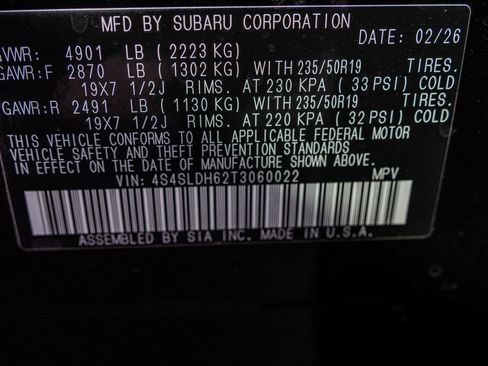 MFD BY SUBARU CORPORATION
DATE: 02/26
GVWR: 4901 LB (2223 KG)
GAWR:F 2870 LB (1302 KG) WITH 235/50R19 TIRES.
19X7 1/2J RIMS. AT 230 KPA (33 PSI) COLD
GAWR:R 2491 LB (1130 KG) WITH 235/50R19 TIRES.
19X7 1/2J RIMS. AT 220 KPA (32 PSI) COLD
THIS VEHICLE CONFORMS TO ALL APPLICABLE FEDERAL MOTOR
VEHICLE SAFETY AND THEFT PREVENTION STANDARDS
IN EFFECT ON THE DATE OF MANUFACTURE SHOWN ABOVE.
VIN: 4S4SLDH62T3060022 MPV
ASSEMBLED BY SIA INC. MADE IN U.S.A.